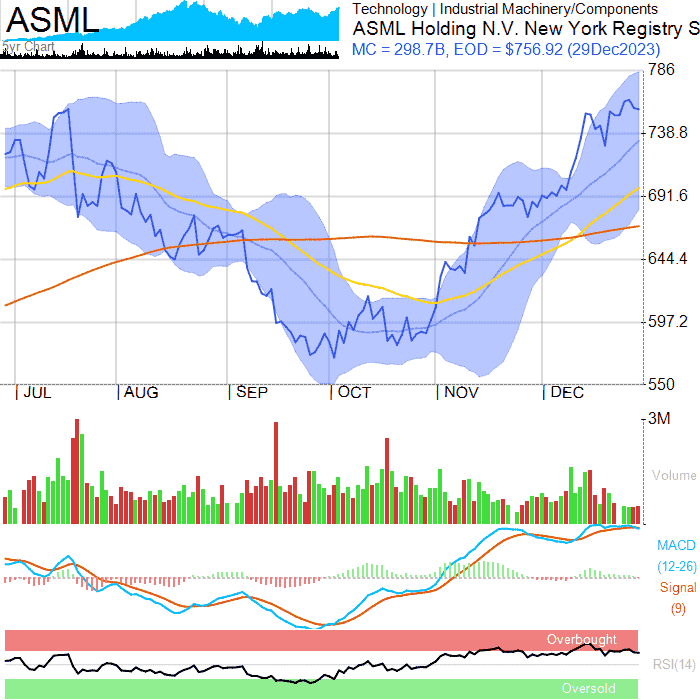 ASML
5yr Chart
Technology | Industrial Machinery/Components
ASML Holding N.V. New York Registry S
MC = 298.7B, EOD = $756.92 (29Dec2023)
786
738.8
691.6
644.4
597.2
550
JUL
AUG
SEP
OCT
NOV
DEC
3M
Volume
MACD
(12-26)
Signal
(9)
Overbought
RSI(14)
Oversold